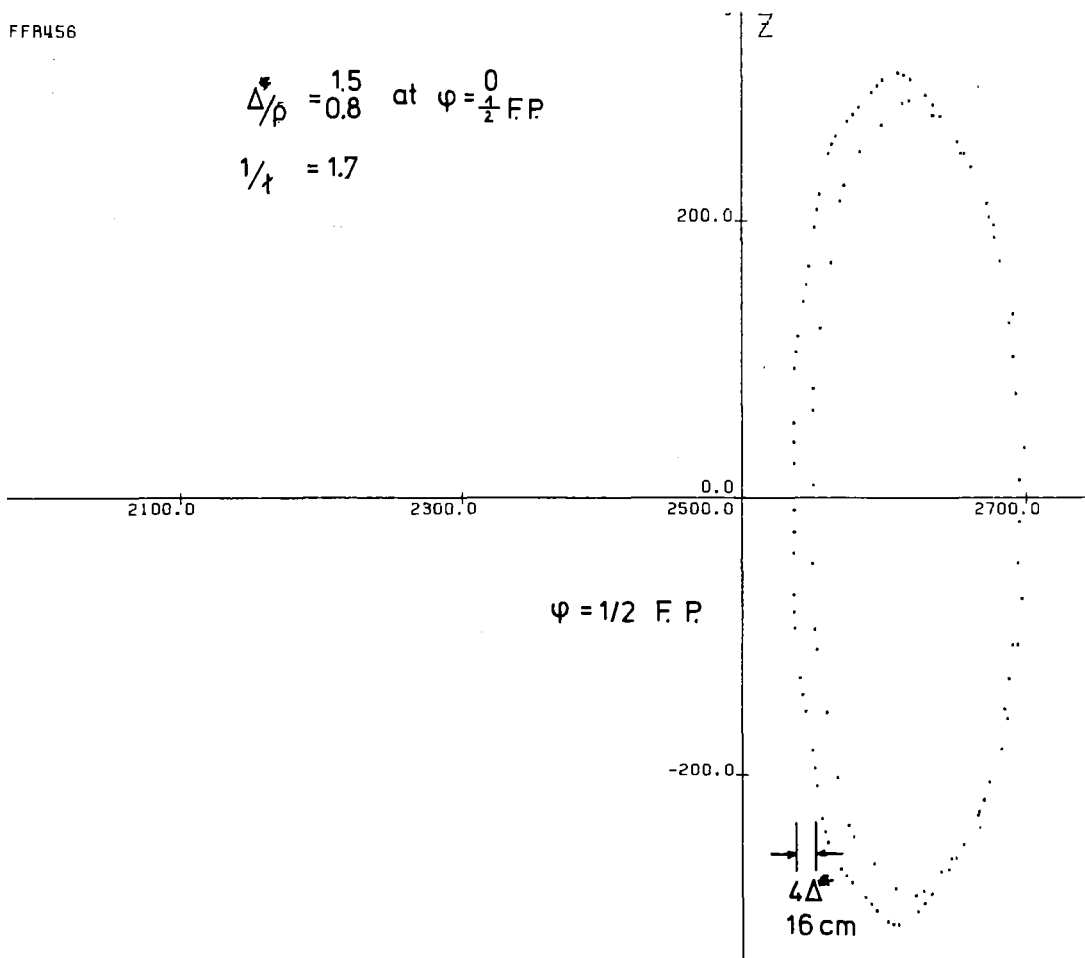 FFR456
Z
Δ*/ρ = 1.5 0.8 at φ = 0 1/2 F.P.
1/ t = 1.7
200.0
0.0
2100.0 2300.0 2500.0 2700.0
φ = 1/2 F. P.
-200.0
4Δ*
16 cm